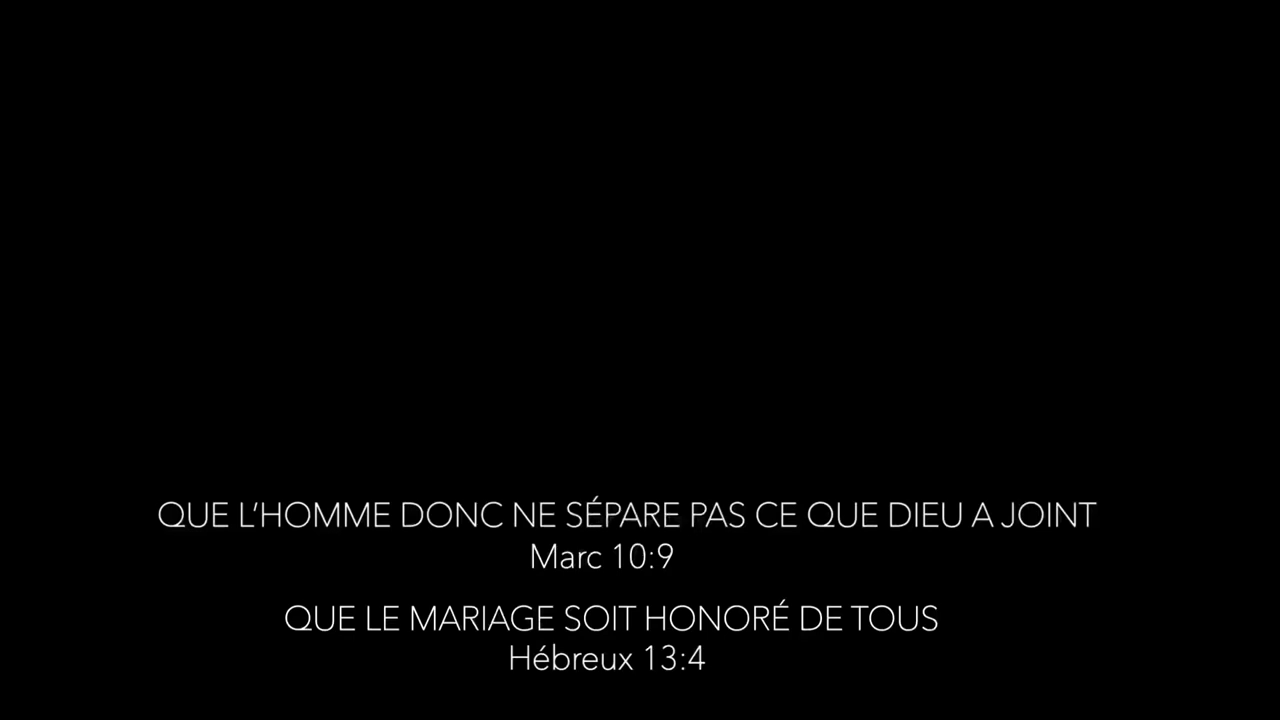 QUE L‘HOMME DONC NE SÉPARE PAS CE QUE DIEU A JOINT
Marc 10:9
QUE LE MARIAGE SOIT HONORÉ DE TOUS
Hébreux 13:4